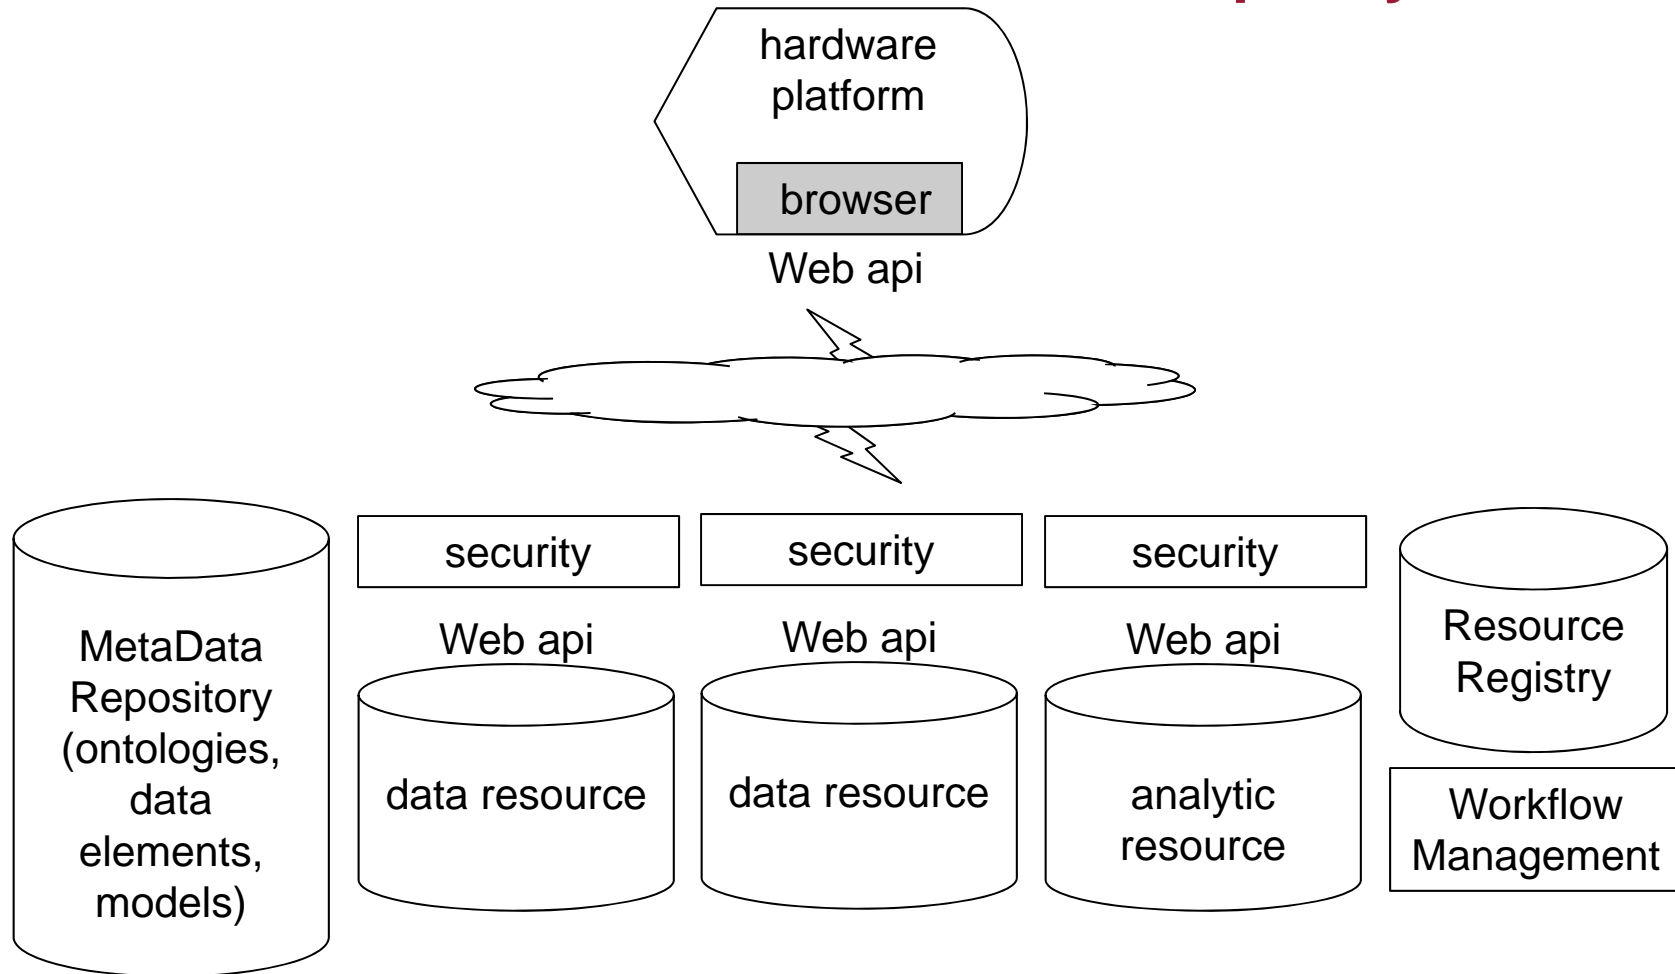 hardware
platform
browser
Web api
security
security
security
MetaData
Repository
(ontologies,
data
elements,
models)
Web api
data resource
Web api
data resource
Web api
analytic
resource
Resource
Registry
Workflow
Management